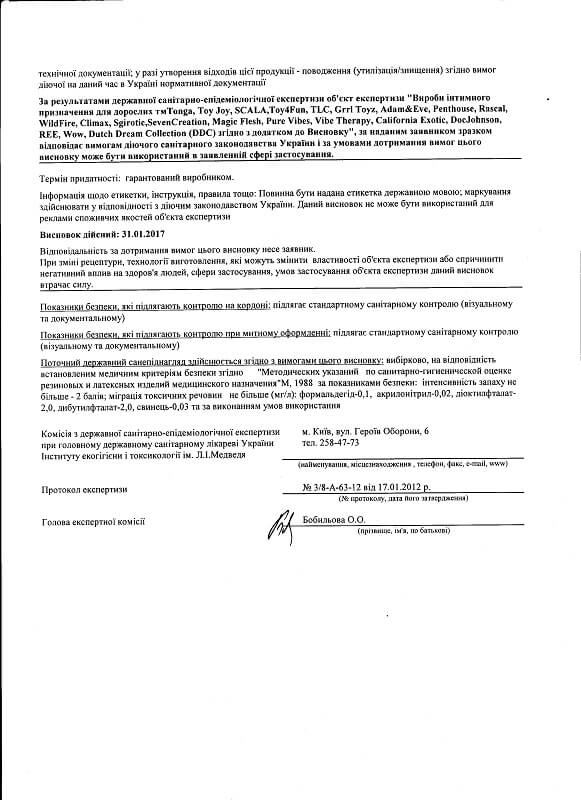 технічної документації; у разі утворення відходів цієї продукції - поводження (утилізація/знищення) згідно вимог
діючої на даний час в Україні нормативної документації
За результатами державної санітарно-епідеміологічної експертизи об'єкт експертизи "Вироби інтимного
призначення для дорослих тмTonga, Toy Joy, SCALA,Toy4Fun, TLC, Grrl Toyz, Adam&Eve, Penthouse, Rascal,
WildFire, Climax, Sgirotic,SevenCreation, Magic Flesh, Pure Vibes, Vibe Therapy, California Exotic, DocJohnson,
REE, Wow, Dutch Dream Collection (DDC) згідно з додатком до Висновку", за наданим заявником зразком
відповідає вимогам діючого санітарного законодавства України і за умовами дотримання вимог цього
висновку може бути використаний в заявленній сфері застосування.
Термін придатності: гарантований виробником.
Інформація щодо етикетки, інструкція, правила тощо: Повинна бути надана етикетка державною мовою; маркування
здійснювати у відповідності з діючим законодавством України. Даний висновок не може бути використаний для
реклами споживчих якостей об'єкта експертизи
Висновок дійсний: 31.01.2017
Відповідальність за дотримання вимог цього висновку несе заявник.
При зміні рецептури, технології виготовлення, які можуть змінити властивості об'єкта експертизи або спричинити
негативний вплив на здоров'я людей, сфери застосування, умов застосування об'єкта експертизи даний висновок
втрачає силу.
Показники безпеки, які підлягають контролю на кордоні: підлягає стандартному санітарному контролю (візуальному
та документальному)
Показники безпеки, які підлягають контролю при митному оформленні: підлягає стандартному санітарному контролю
(візуальному та документальному)
Поточний державний санепіднагляд здійснюється згідно з вимогами цього висновку: вибірково, на відповідність
встановленим медичним критеріям безпеки згідно "Методических указаний по санитарно-гигиенической оценке
резиновых и латексных изделий медицинского назначения"М, 1988 за показниками безпеки: інтенсивність запаху не
більше - 2 балів; міграція токсичних речовин не більше (мг/л): формальдегід-0,1, акрилонітрил-0,02, діоктилфталат-
2,0, дибутилфталат-2,0, свинець-0,03 та за виконанням умов використання
Комісія з державної санітарно-епідеміологічної експертизи
при головному державному санітарному лікареві України
Інституту екогігієни і токсикології ім. Л.І.Медведя
м. Київ, вул. Героїв Оборони, 6
тел. 258-47-73
(найменування, місцезнаходження , телефон, факс, e-mail, www)
Протокол експертизи
№ 3/8-А-63-12 від 17.01.2012 р.
(№ протоколу, дата його затвердження)
Голова експертної комісії
Бобильова О.О.
(прізвище, ім'я, по батькові)